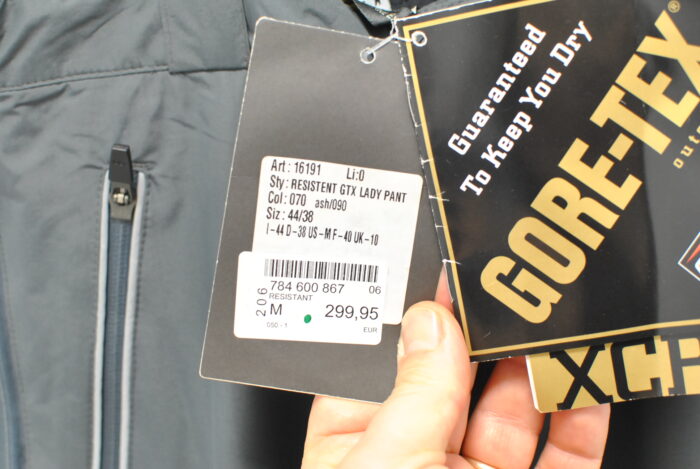 Art: 16191 Li:0
Sty: RESISTENT GTX LADY PANT
Col: 070 ash/090
Siz: 44/38
I-44 D-38 US-M F-40 UK-10
784 600 867 06
RESISTANT
206
M 299,95
050-1 EUR
Guaranteed
To Keep You Dry
GORE-TEX®
XCR